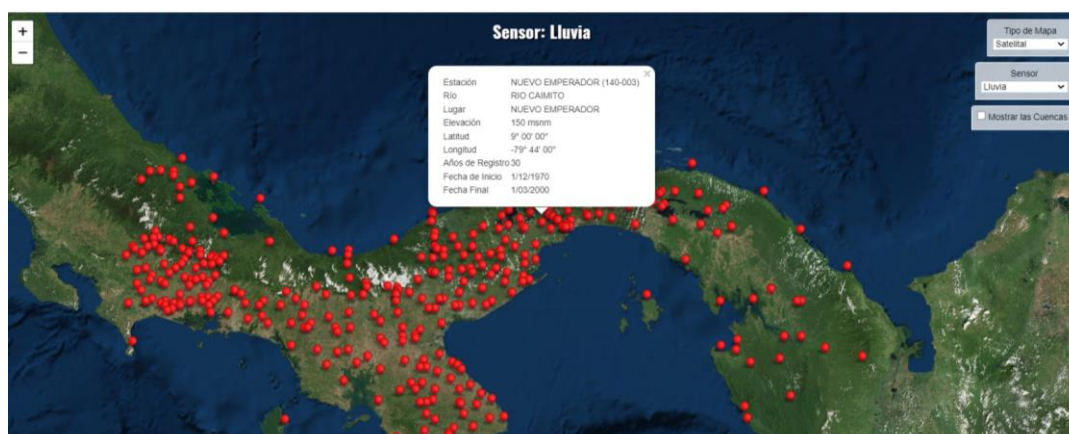 +
−
Sensor: Lluvia
Tipo de Mapa
Satelital
Sensor
Lluvia
Mostrar las Cuencas
×
Estación NUEVO EMPERADOR (140-003)
Río RIO CAIMITO
Lugar NUEVO EMPERADOR
Elevación 150 msnm
Latitud 9° 00' 00"
Longitud -79° 44' 00"
Años de Registro 30
Fecha de Inicio 1/12/1970
Fecha Final 1/03/2000